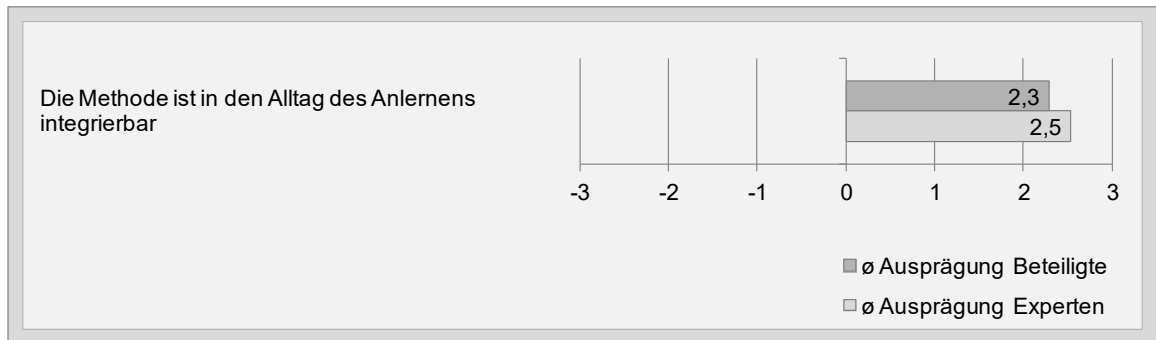 Die Methode ist in den Alltag des Anlernens
integrierbar
2,3
2,5
-3 -2 -1 0 1 2 3
ø Ausprägung Beteiligte
ø Ausprägung Experten